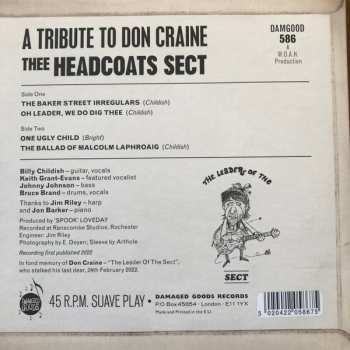 A TRIBUTE TO DON CRAINE
THEE HEADCOATS SECT
DAMGOOD
586
A
W.O.A.H.
Production
Side One
THE BAKER STREET IRREGULARS (Childish)
OH LEADER, WE DO DIG THEE (Childish)
Side Two
ONE UGLY CHILD (Bright)
THE BALLAD OF MALCOLM LAPHROAIG (Childish)
Billy Childish – guitar, vocals
Keith Grant-Evans – featured vocalist
Johnny Johnson – bass
Bruce Brand – drums, vocals
Thanks to Jim Riley – harp
and Jon Barker – piano
Produced by 'SPOOK' LOVEDAY
Recorded at Ranscombe Studios, Rochester
Engineer: Jim Riley
Photography by E. Doyen, Sleeve by Arthole
Recording first published 2022
In fond memory of Don Craine – "The Leader Of The Sect",
who stalked his last deer, 24th February 2022.
THE LEADERS OF THE
SECT
DAMAGED
GOODS
45 R.P.M. SUAVE PLAY •
DAMAGED GOODS RECORDS
P.O. Box 45854 · London · E11 1YX
Made and Printed in the E.U.
5 020422 058675